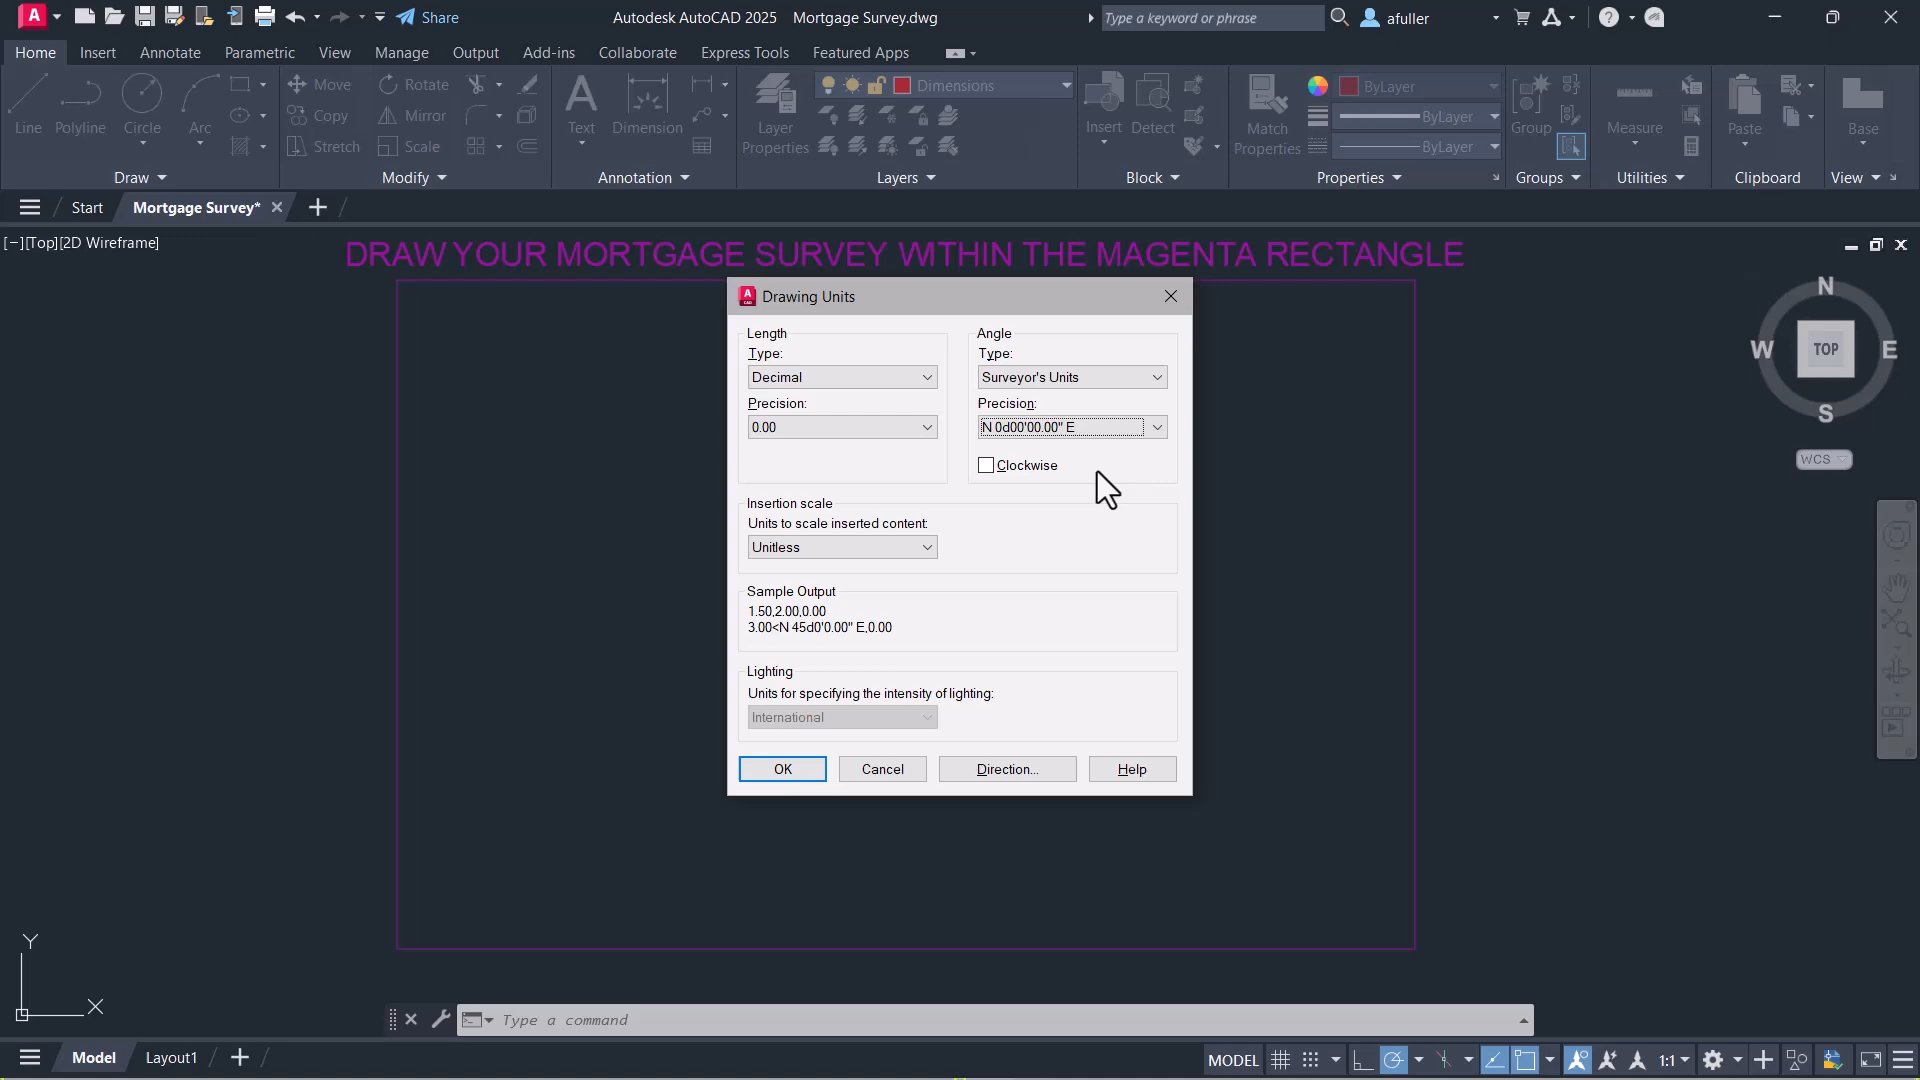 Share
Autodesk AutoCAD 2025 Mortgage Survey.dwg
Type a keyword or phrase
afuller
Home Insert Annotate Parametric View Manage Output Add-ins Collaborate Express Tools Featured Apps
Line Polyline Circle Arc
Move Rotate
Copy Mirror
Stretch Scale
Text Dimension
Layer Properties
Dimensions
Insert Detect
Match Properties
ByLayer
ByLayer
ByLayer
Group
Measure
Paste
Base
Draw Modify Annotation Layers Block Properties Groups Utilities Clipboard View
Start Mortgage Survey*
[−][Top][2D Wireframe]
DRAW YOUR MORTGAGE SURVEY WITHIN THE MAGENTA RECTANGLE
N
W TOP E
S
WCS
A
CAD
Drawing Units
Length
Type:
Decimal
Precision:
0.00
Angle
Type:
Surveyor's Units
Precision:
N 0d00'00.00" E
Clockwise
Insertion scale
Units to scale inserted content:
Unitless
Sample Output
1.50,2.00,0.00
3.00<N 45d0'0.00" E,0.00
Lighting
Units for specifying the intensity of lighting:
International
OK Cancel Direction... Help
Y
X
Type a command
Model Layout1
MODEL 1:1